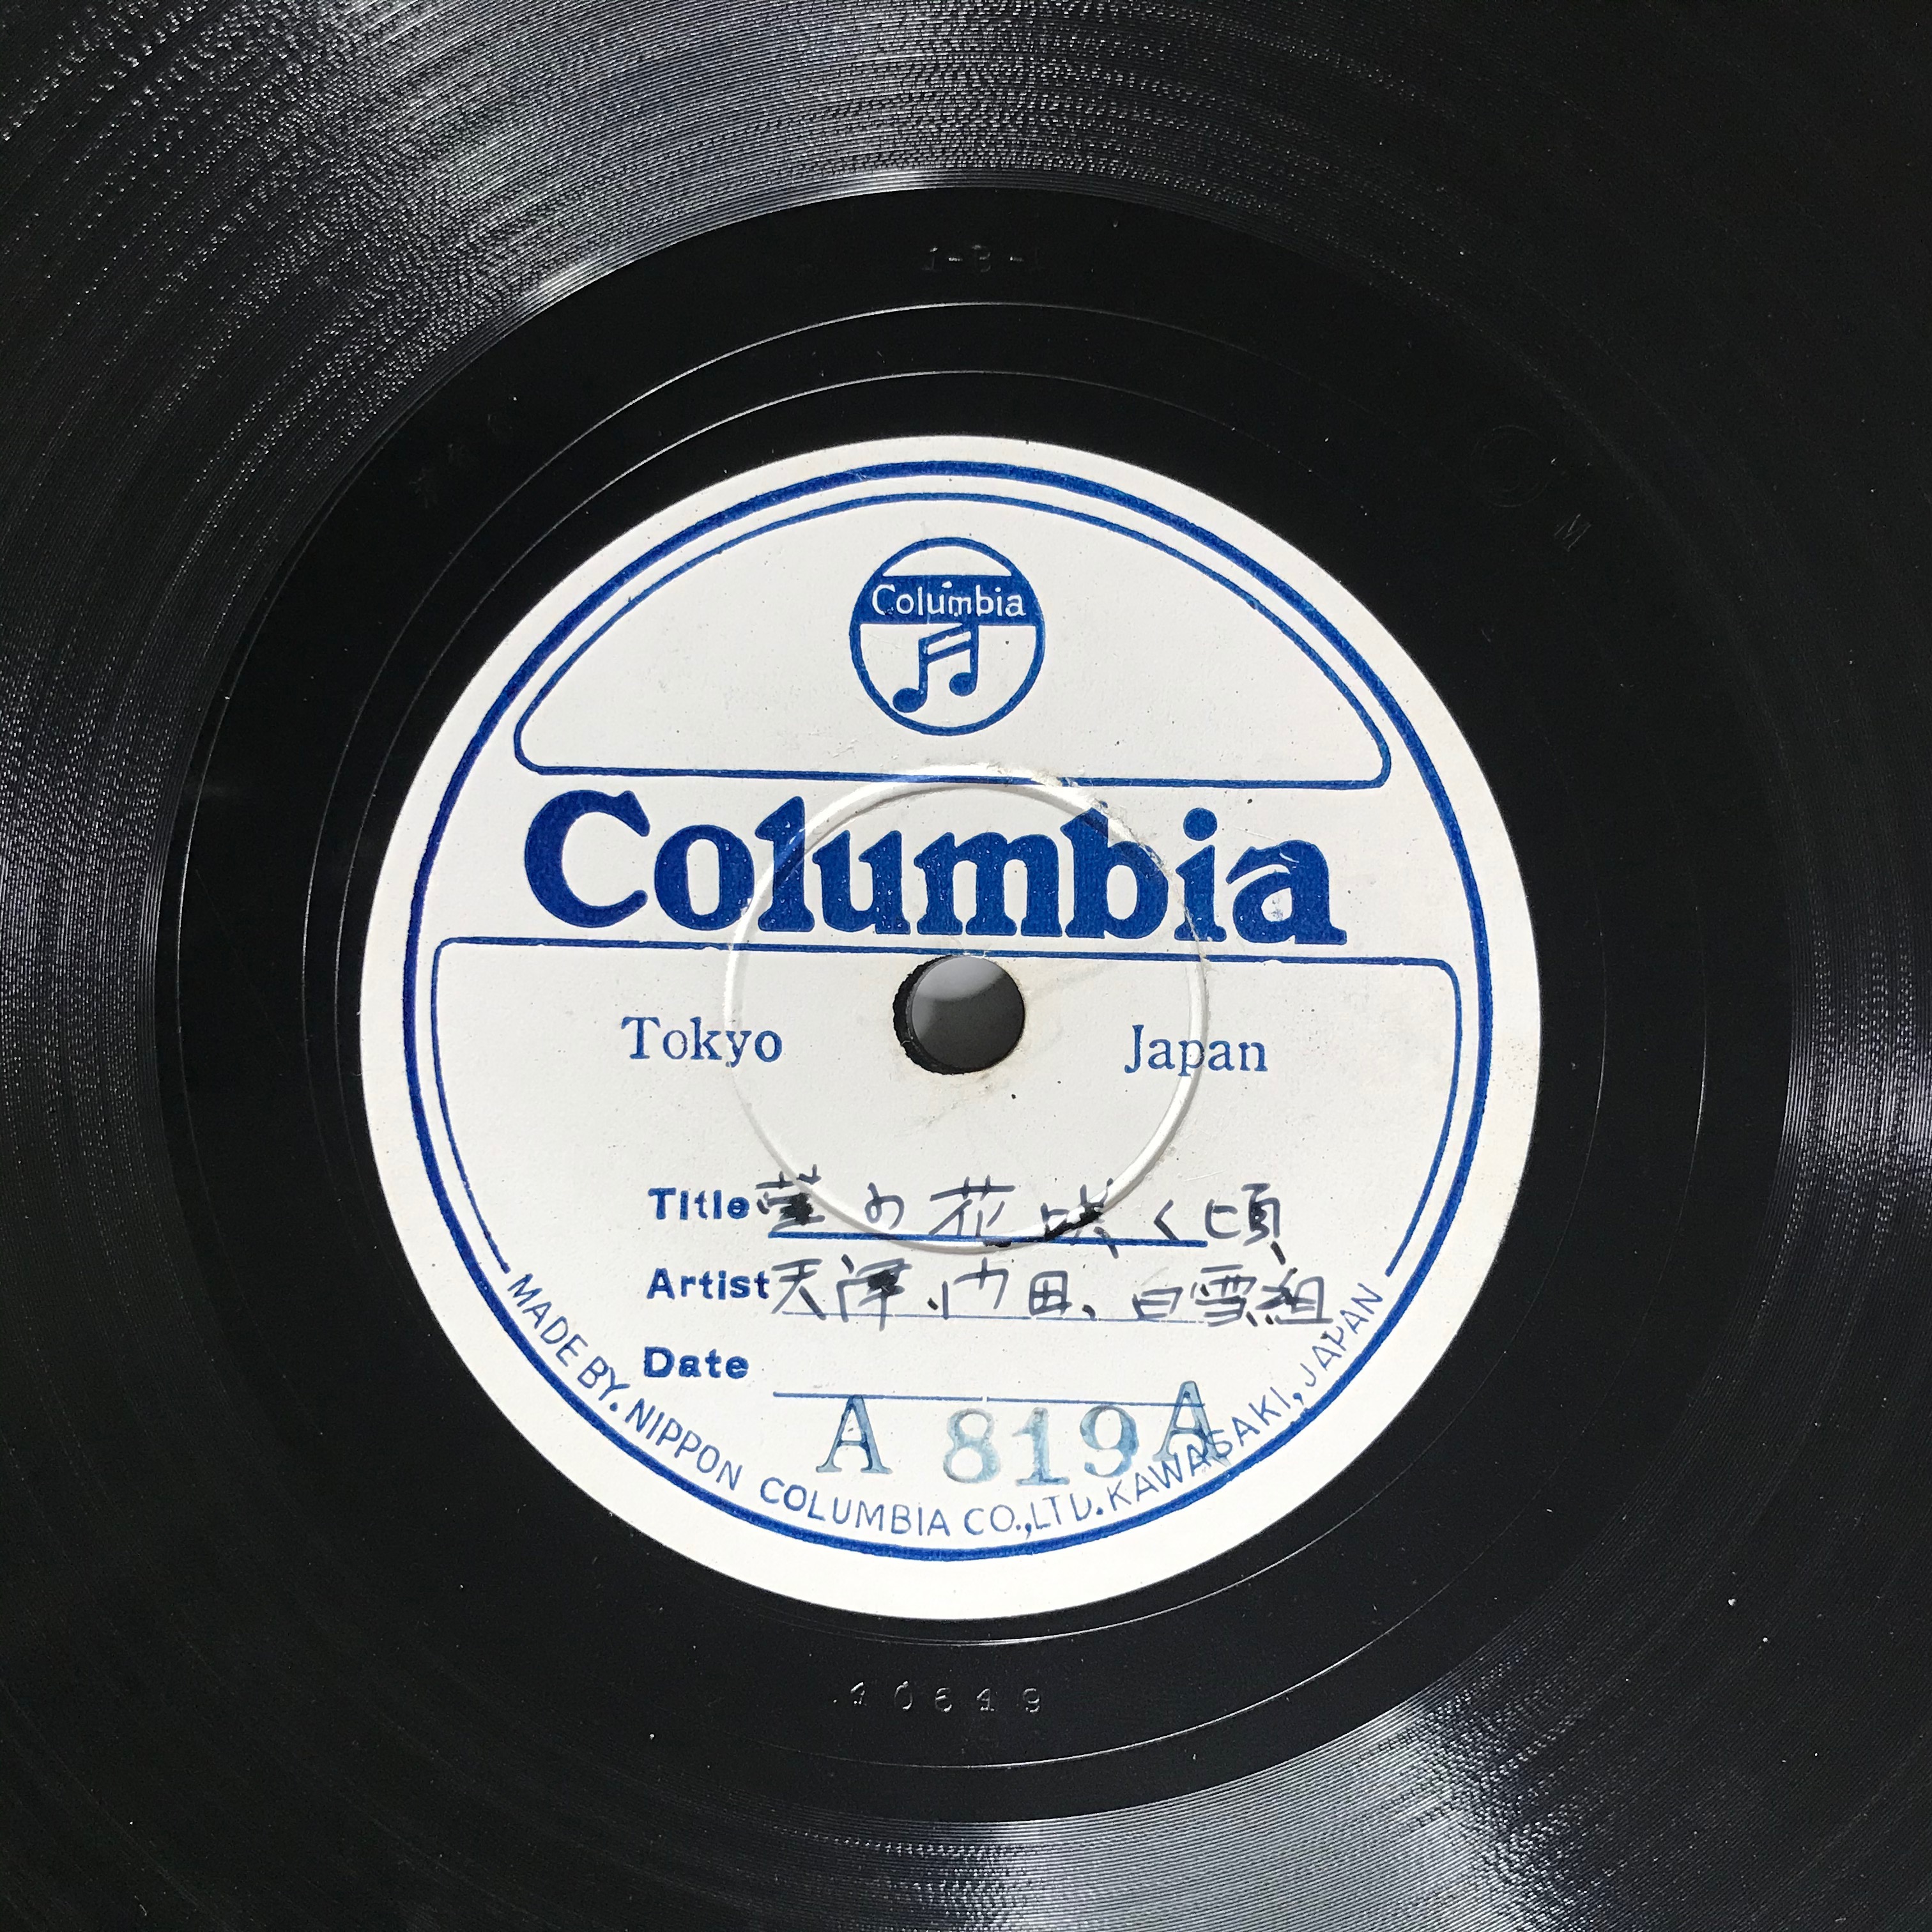 Columbia
Columbia
Tokyo Japan
Title 菫の花咲く頃
Artist 天津、門田、白雪組
Date
A 819A
MADE BY. NIPPON COLUMBIA CO.,LTD. KAWASAKI, JAPAN